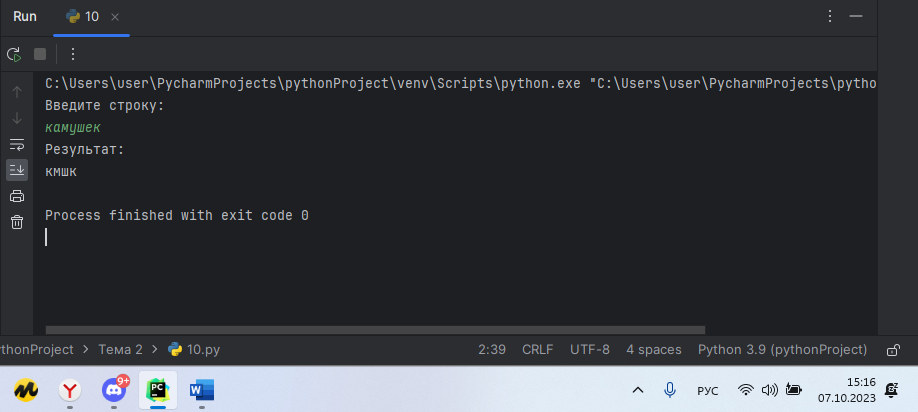 Run 10
C:\Users\user\PycharmProjects\pythonProject\venv\Scripts\python.exe "C:\Users\user\PycharmProjects\pytho
Введите строку:
камушек
Результат:
кмшк
Process finished with exit code 0
ythonProject > Тема 2 > 10.py 2:39 CRLF UTF-8 4 spaces Python 3.9 (pythonProject)
Y 9+ PC W РУС 15:16
07.10.2023